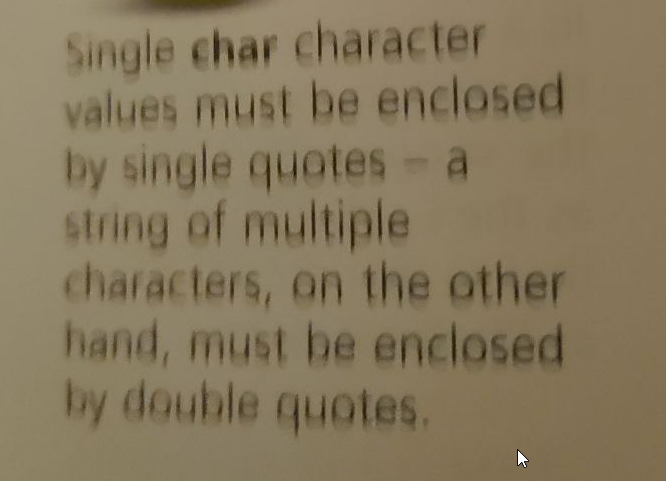 Single char character
values must be enclosed
by single quotes – a
string of multiple
characters, on the other
hand, must be enclosed
by double quotes.